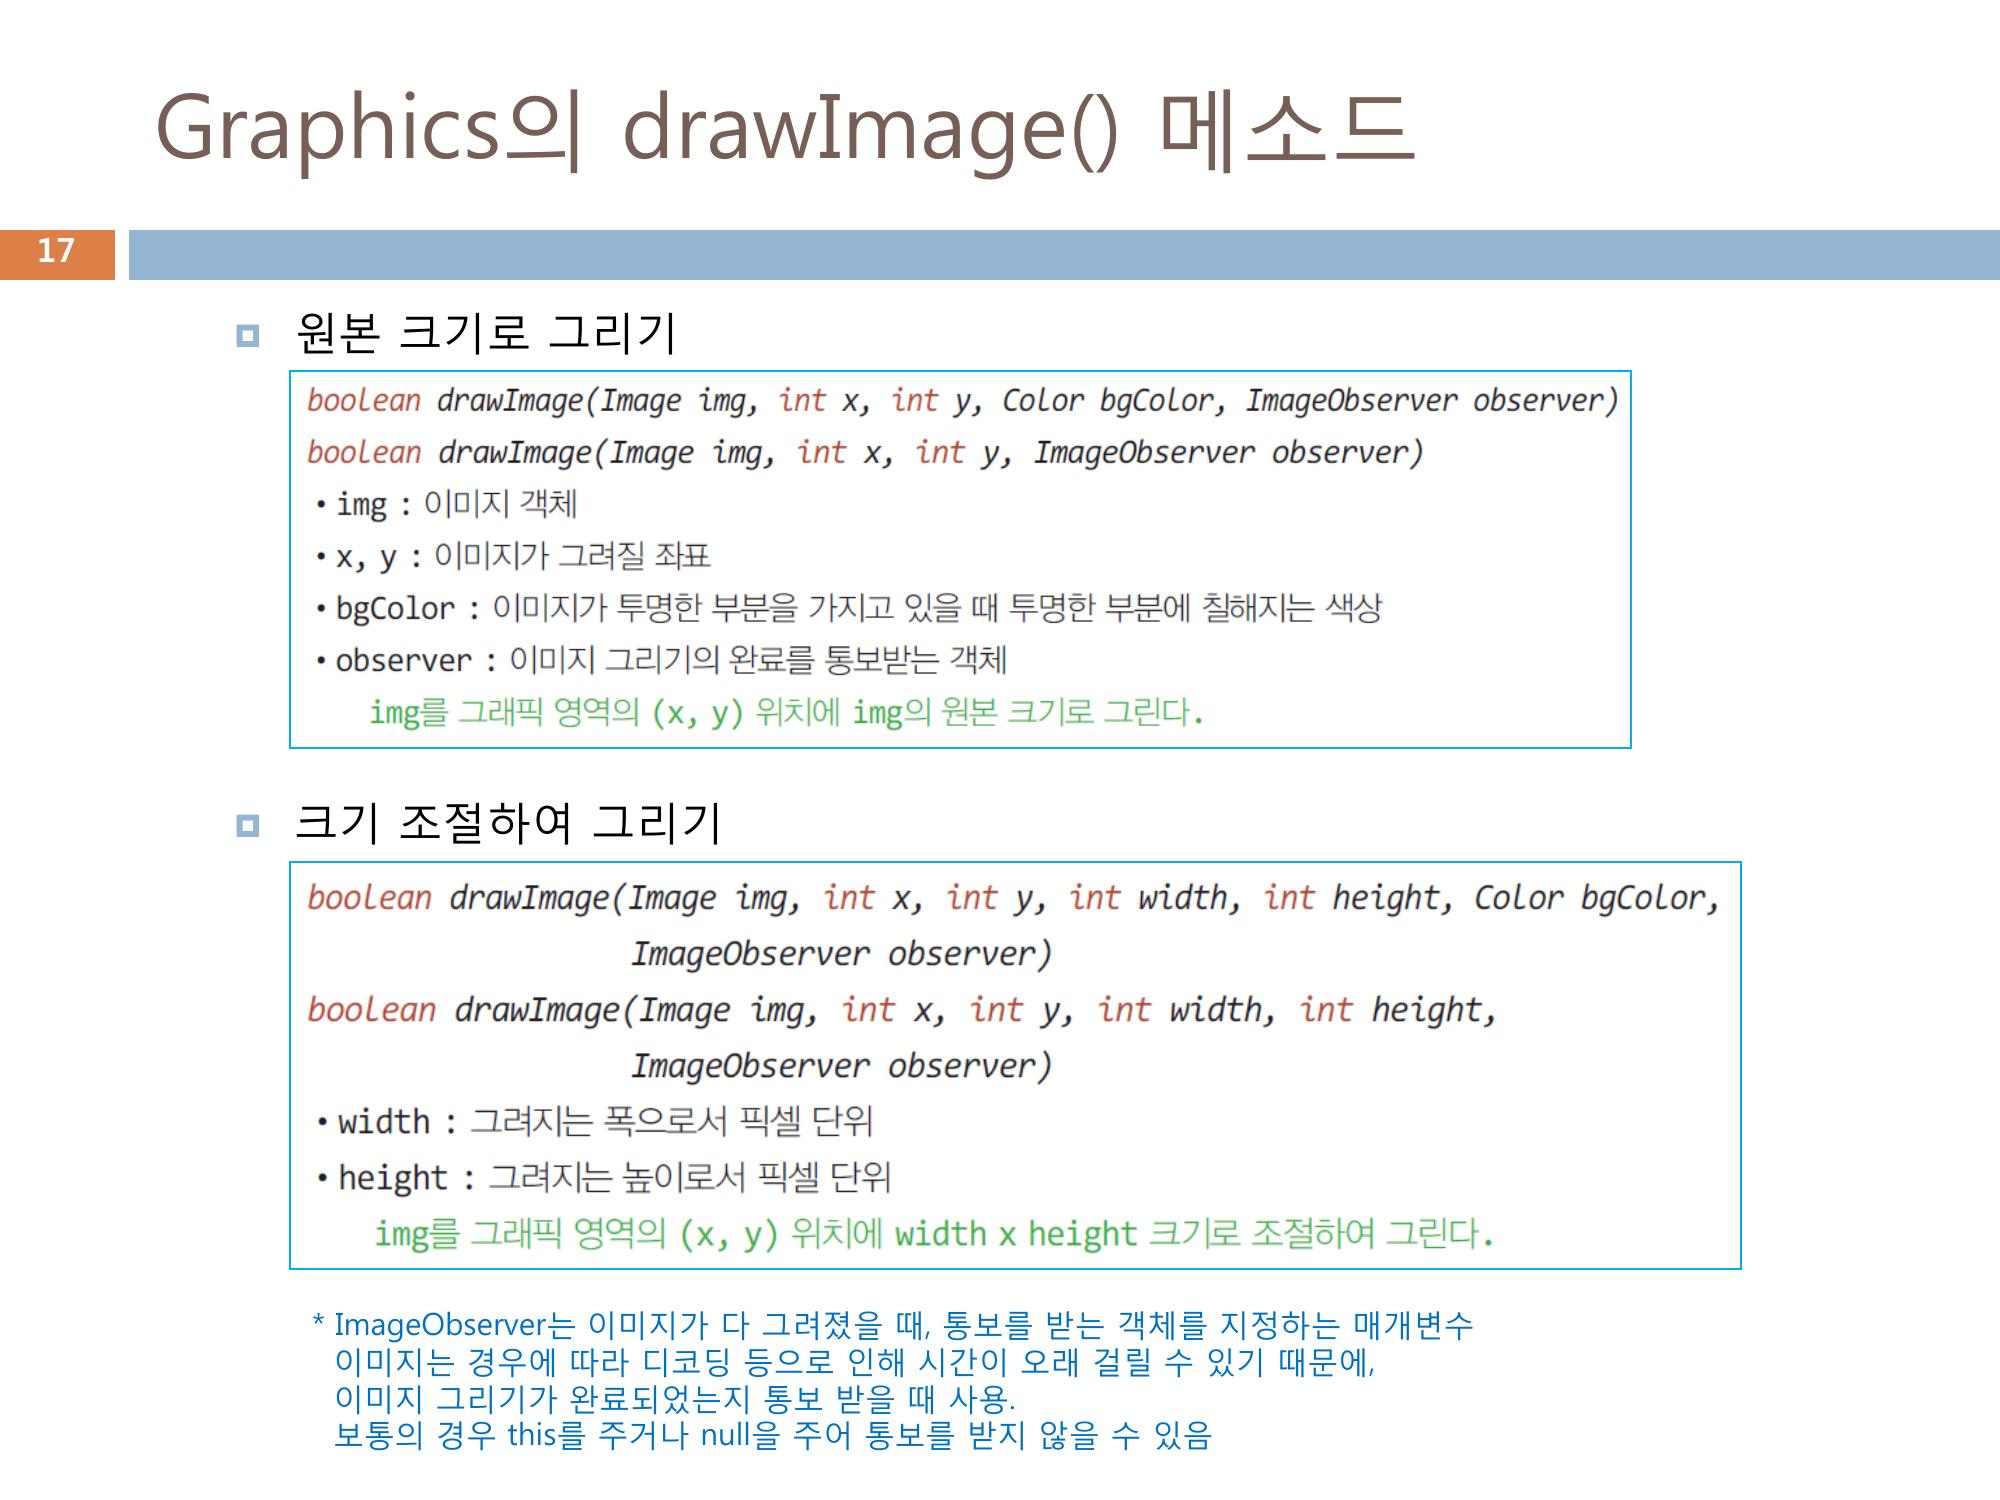 Graphics의 drawImage() 메소드
17
원본 크기로 그리기
boolean drawImage(Image img, int x, int y, Color bgColor, ImageObserver observer)
boolean drawImage(Image img, int x, int y, ImageObserver observer)
• img : 이미지 객체
• x, y : 이미지가 그려질 좌표
• bgColor : 이미지가 투명한 부분을 가지고 있을 때 투명한 부분에 칠해지는 색상
• observer : 이미지 그리기의 완료를 통보받는 객체
img를 그래픽 영역의 (x, y) 위치에 img의 원본 크기로 그린다.
크기 조절하여 그리기
boolean drawImage(Image img, int x, int y, int width, int height, Color bgColor,
ImageObserver observer)
boolean drawImage(Image img, int x, int y, int width, int height,
ImageObserver observer)
• width : 그려지는 폭으로서 픽셀 단위
• height : 그려지는 높이로서 픽셀 단위
img를 그래픽 영역의 (x, y) 위치에 width x height 크기로 조절하여 그린다.
* ImageObserver는 이미지가 다 그려졌을 때, 통보를 받는 객체를 지정하는 매개변수
이미지는 경우에 따라 디코딩 등으로 인해 시간이 오래 걸릴 수 있기 때문에,
이미지 그리기가 완료되었는지 통보 받을 때 사용.
보통의 경우 this를 주거나 null을 주어 통보를 받지 않을 수 있음